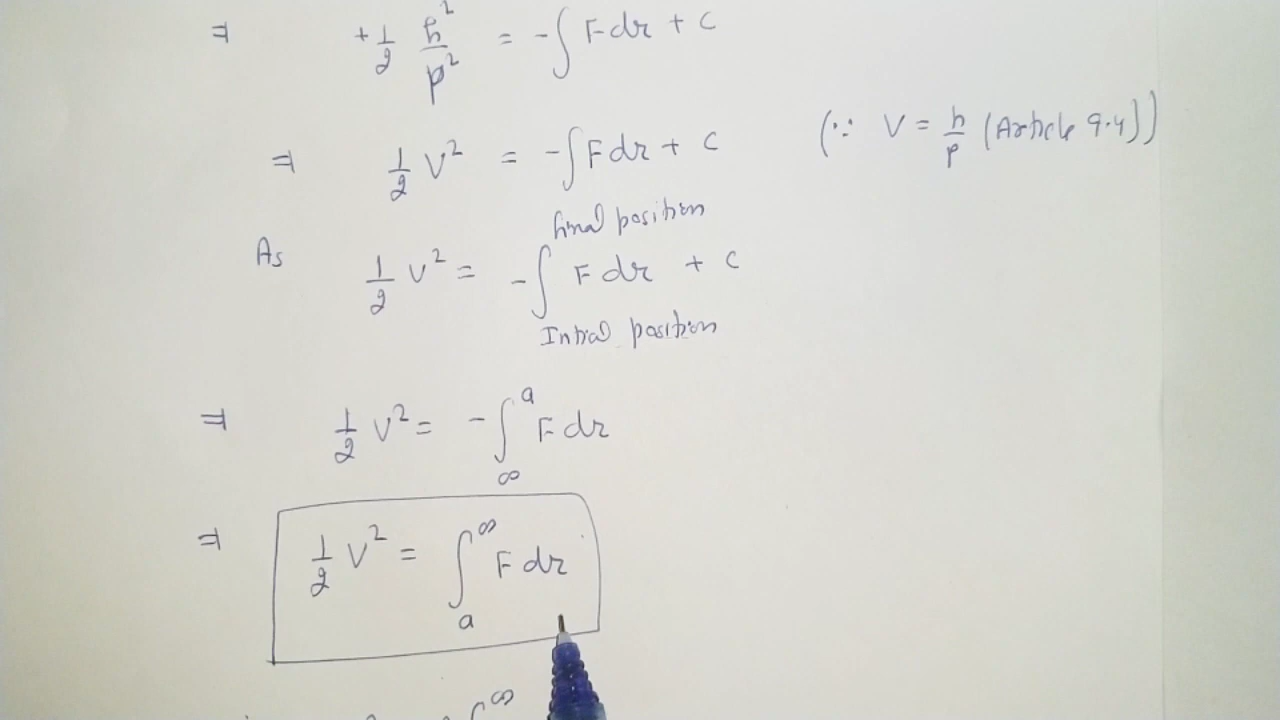 ⇒ +1/2 h²/p² = -∫ F dr + C
⇒ 1/2 V² = -∫ F dr + C (∵ V = h/p (Article 9.4))
final position
As 1/2 V² = -∫ F dr + C
Intial position
⇒ 1/2 V² = -∫_∞^a F dr
⇒ 1/2 V² = ∫_a^∞ F dr
∞